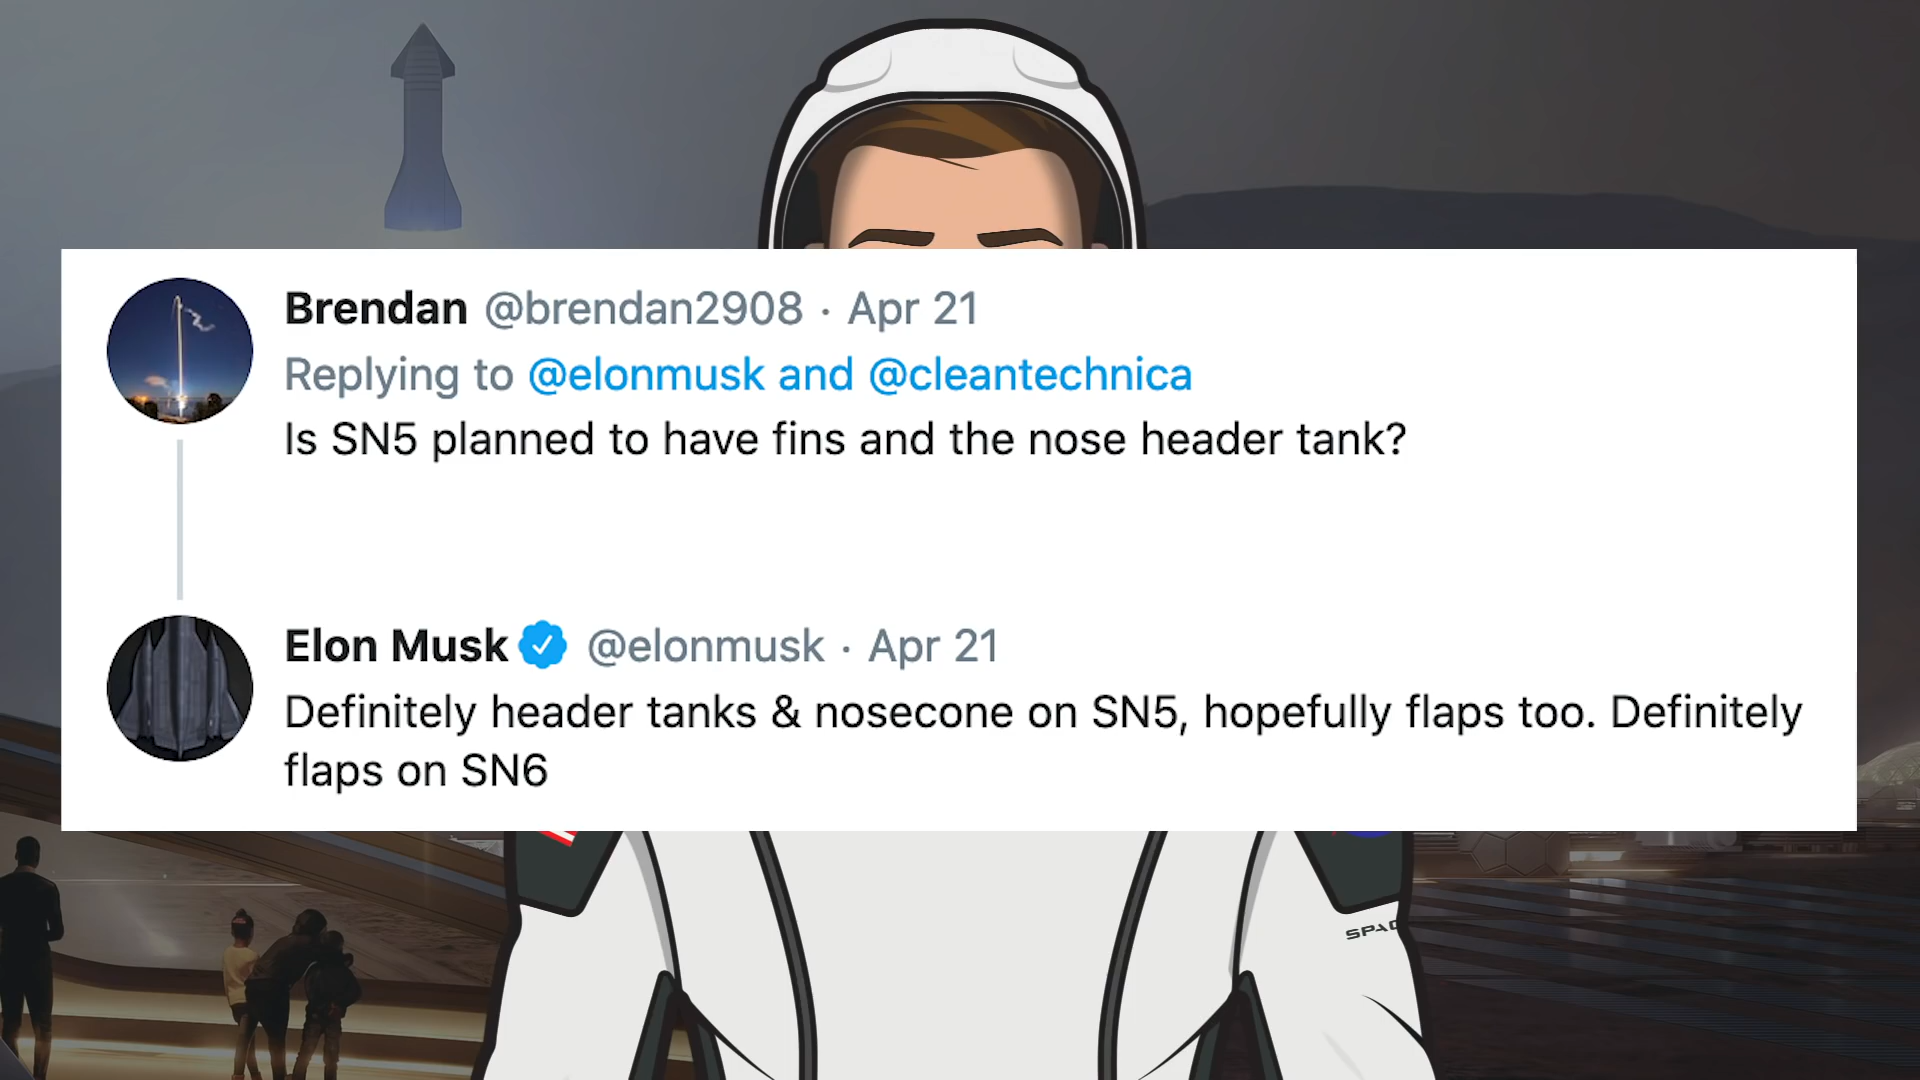 Brendan @brendan2908 · Apr 21
Replying to @elonmusk and @cleantechnica
Is SN5 planned to have fins and the nose header tank?
Elon Musk @elonmusk · Apr 21
Definitely header tanks & nosecone on SN5, hopefully flaps too. Definitely
flaps on SN6
SPAC